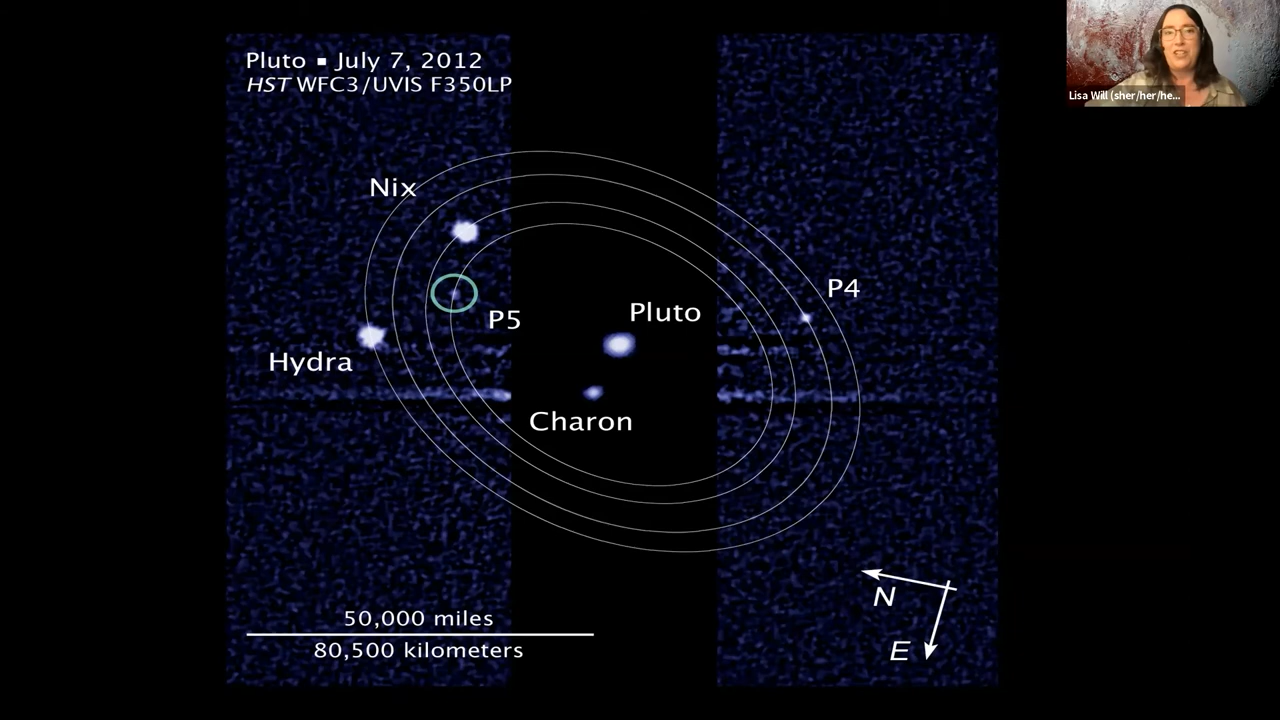 Pluto ▪ July 7, 2012
HST WFC3/UVIS F350LP
Lisa Will (sher/her/he...
Nix
P4
Pluto
P5
Hydra
Charon
N
E
50,000 miles
80,500 kilometers